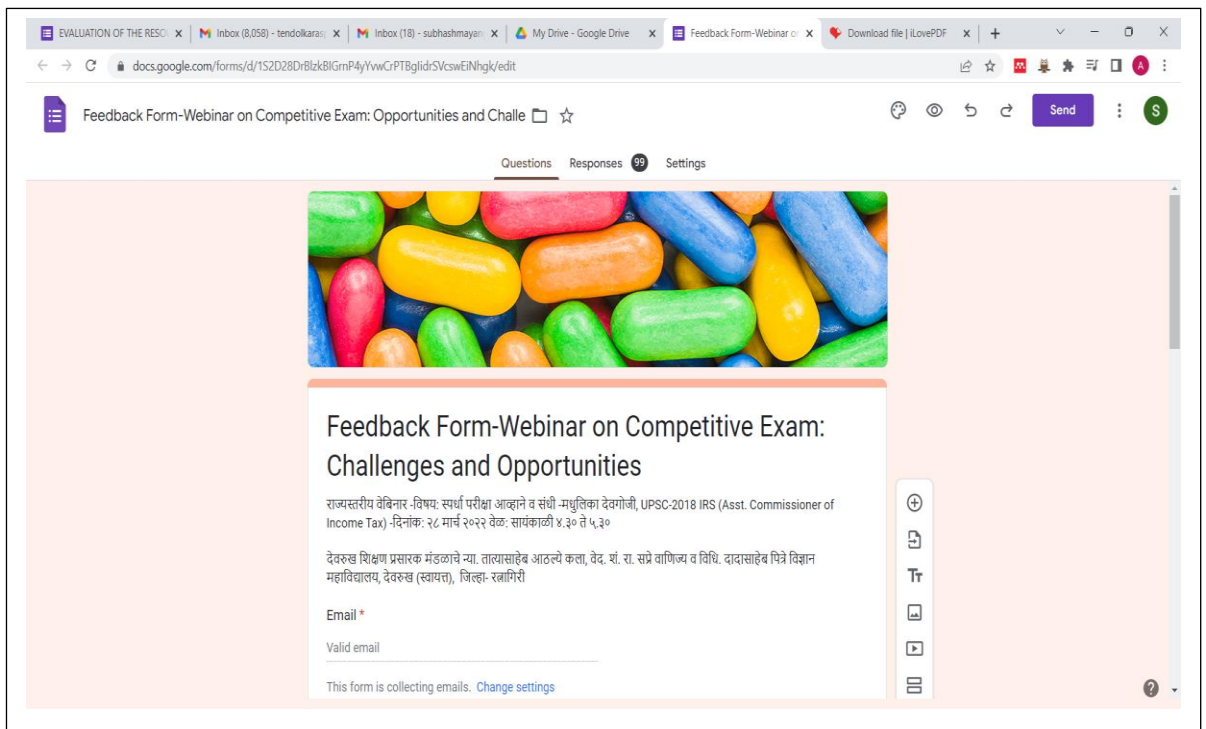 EVALUATION OF THE RESO
Inbox (8,058) - tendolkaras
Inbox (18) - subhashmayan
My Drive - Google Drive
Feedback Form-Webinar o
Download file | iLovePDF
docs.google.com/forms/d/1S2D28DrBlzkBIGrnP4yYvwCrPTBglidrSVcswEiNhgk/edit
A
Feedback Form-Webinar on Competitive Exam: Opportunities and Challe
Send
S
Questions Responses 99 Settings
Feedback Form-Webinar on Competitive Exam:
Challenges and Opportunities
राज्यस्तरीय वेबिनार -विषय: स्पर्धा परीक्षा आव्हाने व संधी -मधुलिका देवगोजी, UPSC-2018 IRS (Asst. Commissioner of
Income Tax) -दिनांक: २८ मार्च २०२२ वेळ: सायंकाळी ४.३० ते ५.३०
देवरुख शिक्षण प्रसारक मंडळाचे न्या. तात्यासाहेब आठल्ये कला, वेद. शं. रा. सप्रे वाणिज्य व विधि. दादासाहेब पित्रे विज्ञान
महाविद्यालय, देवरुख (स्वायत्त), जिल्हा- रत्नागिरी
Email *
Valid email
This form is collecting emails. Change settings
Tт